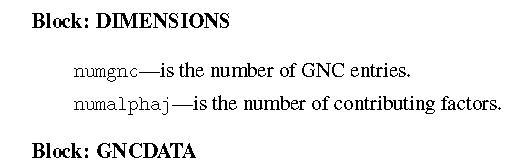 Block: DIMENSIONS
numgnc—is the number of GNC entries.
numalphaj—is the number of contributing factors.
Block: GNCDATA